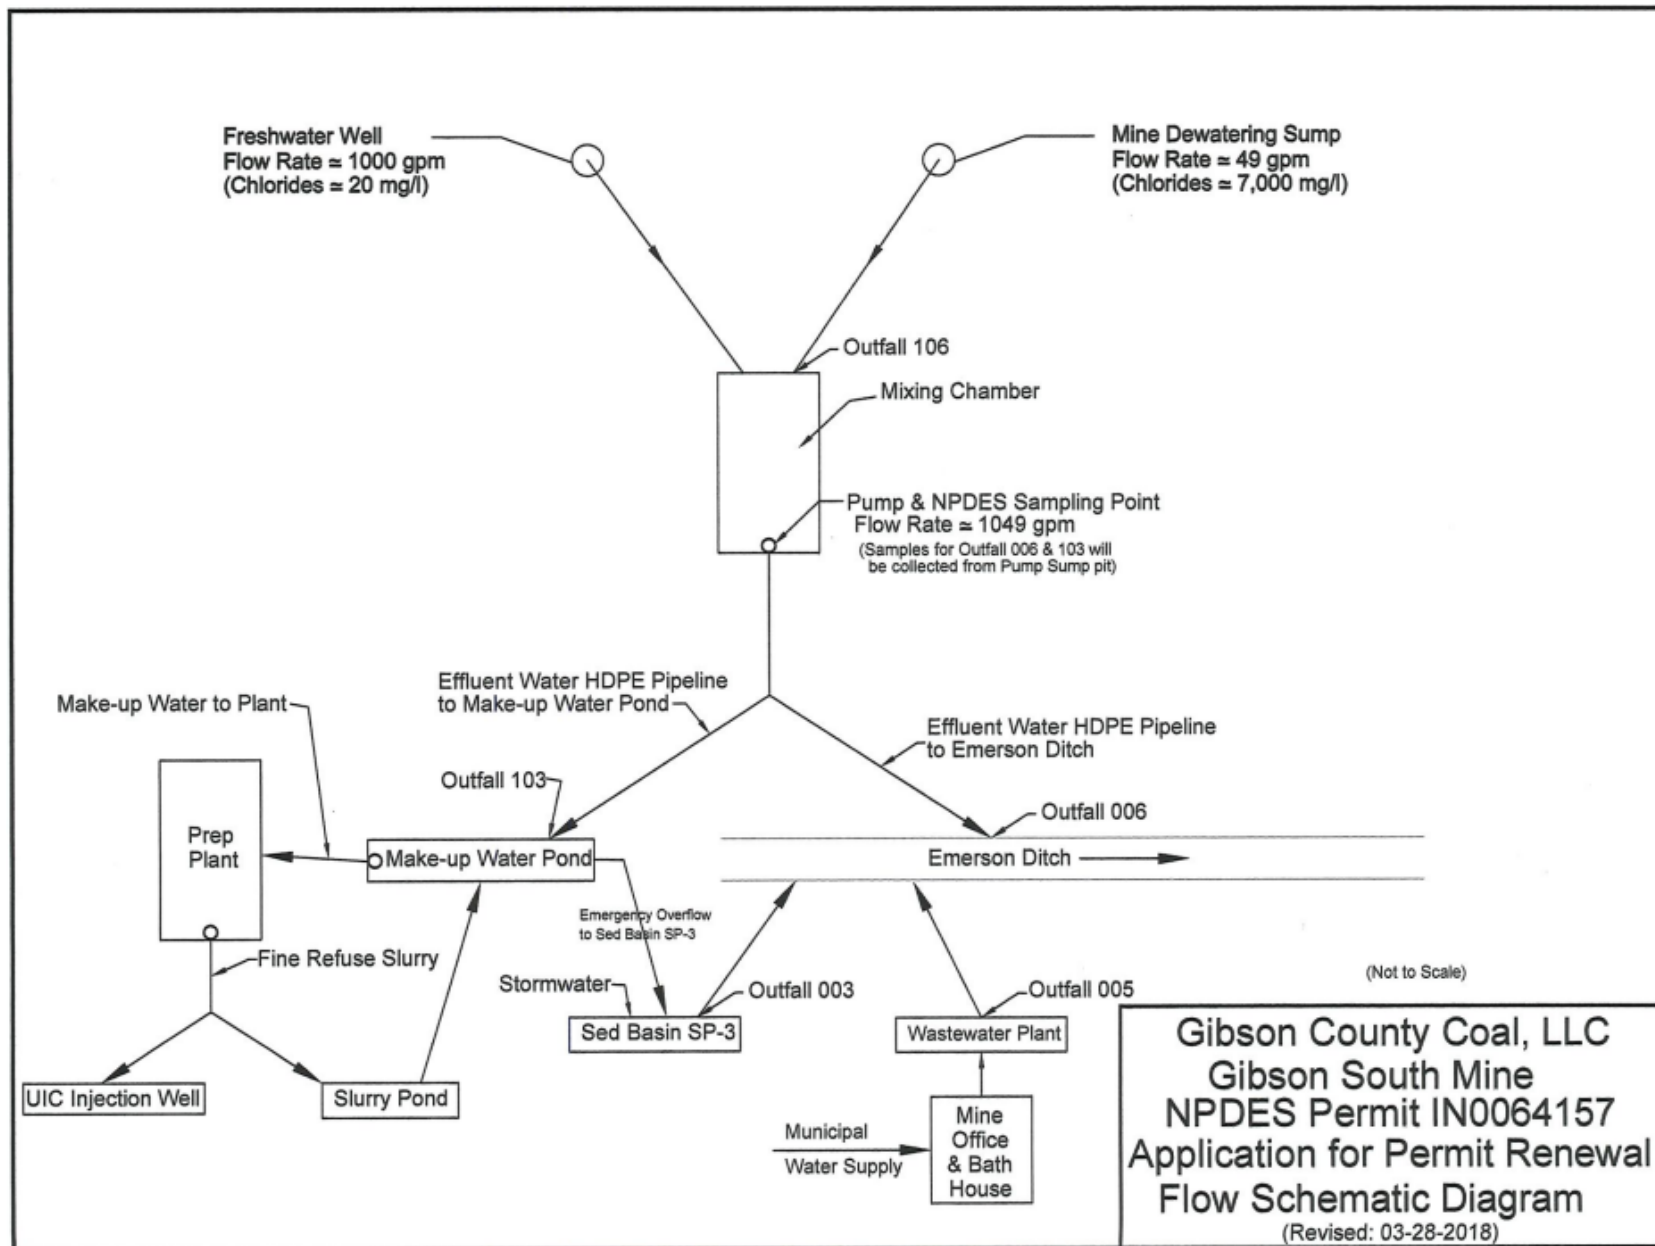 Freshwater Well
Flow Rate ≃ 1000 gpm
(Chlorides ≃ 20 mg/l)
Mine Dewatering Sump
Flow Rate ≃ 49 gpm
(Chlorides ≃ 7,000 mg/l)
Outfall 106
Mixing Chamber
Pump & NPDES Sampling Point
Flow Rate ≃ 1049 gpm
(Samples for Outfall 006 & 103 will
be collected from Pump Sump pit)
Effluent Water HDPE Pipeline
to Make-up Water Pond
Make-up Water to Plant
Effluent Water HDPE Pipeline
to Emerson Ditch
Outfall 103
Outfall 006
Prep
Plant
Make-up Water Pond
Emerson Ditch
Emergency Overflow
to Sed Basin SP-3
Fine Refuse Slurry
Stormwater
Outfall 003
Outfall 005
(Not to Scale)
Sed Basin SP-3
Wastewater Plant
UIC Injection Well
Slurry Pond
Municipal
Water Supply
Mine
Office
& Bath
House
Gibson County Coal, LLC
Gibson South Mine
NPDES Permit IN0064157
Application for Permit Renewal
Flow Schematic Diagram
(Revised: 03-28-2018)